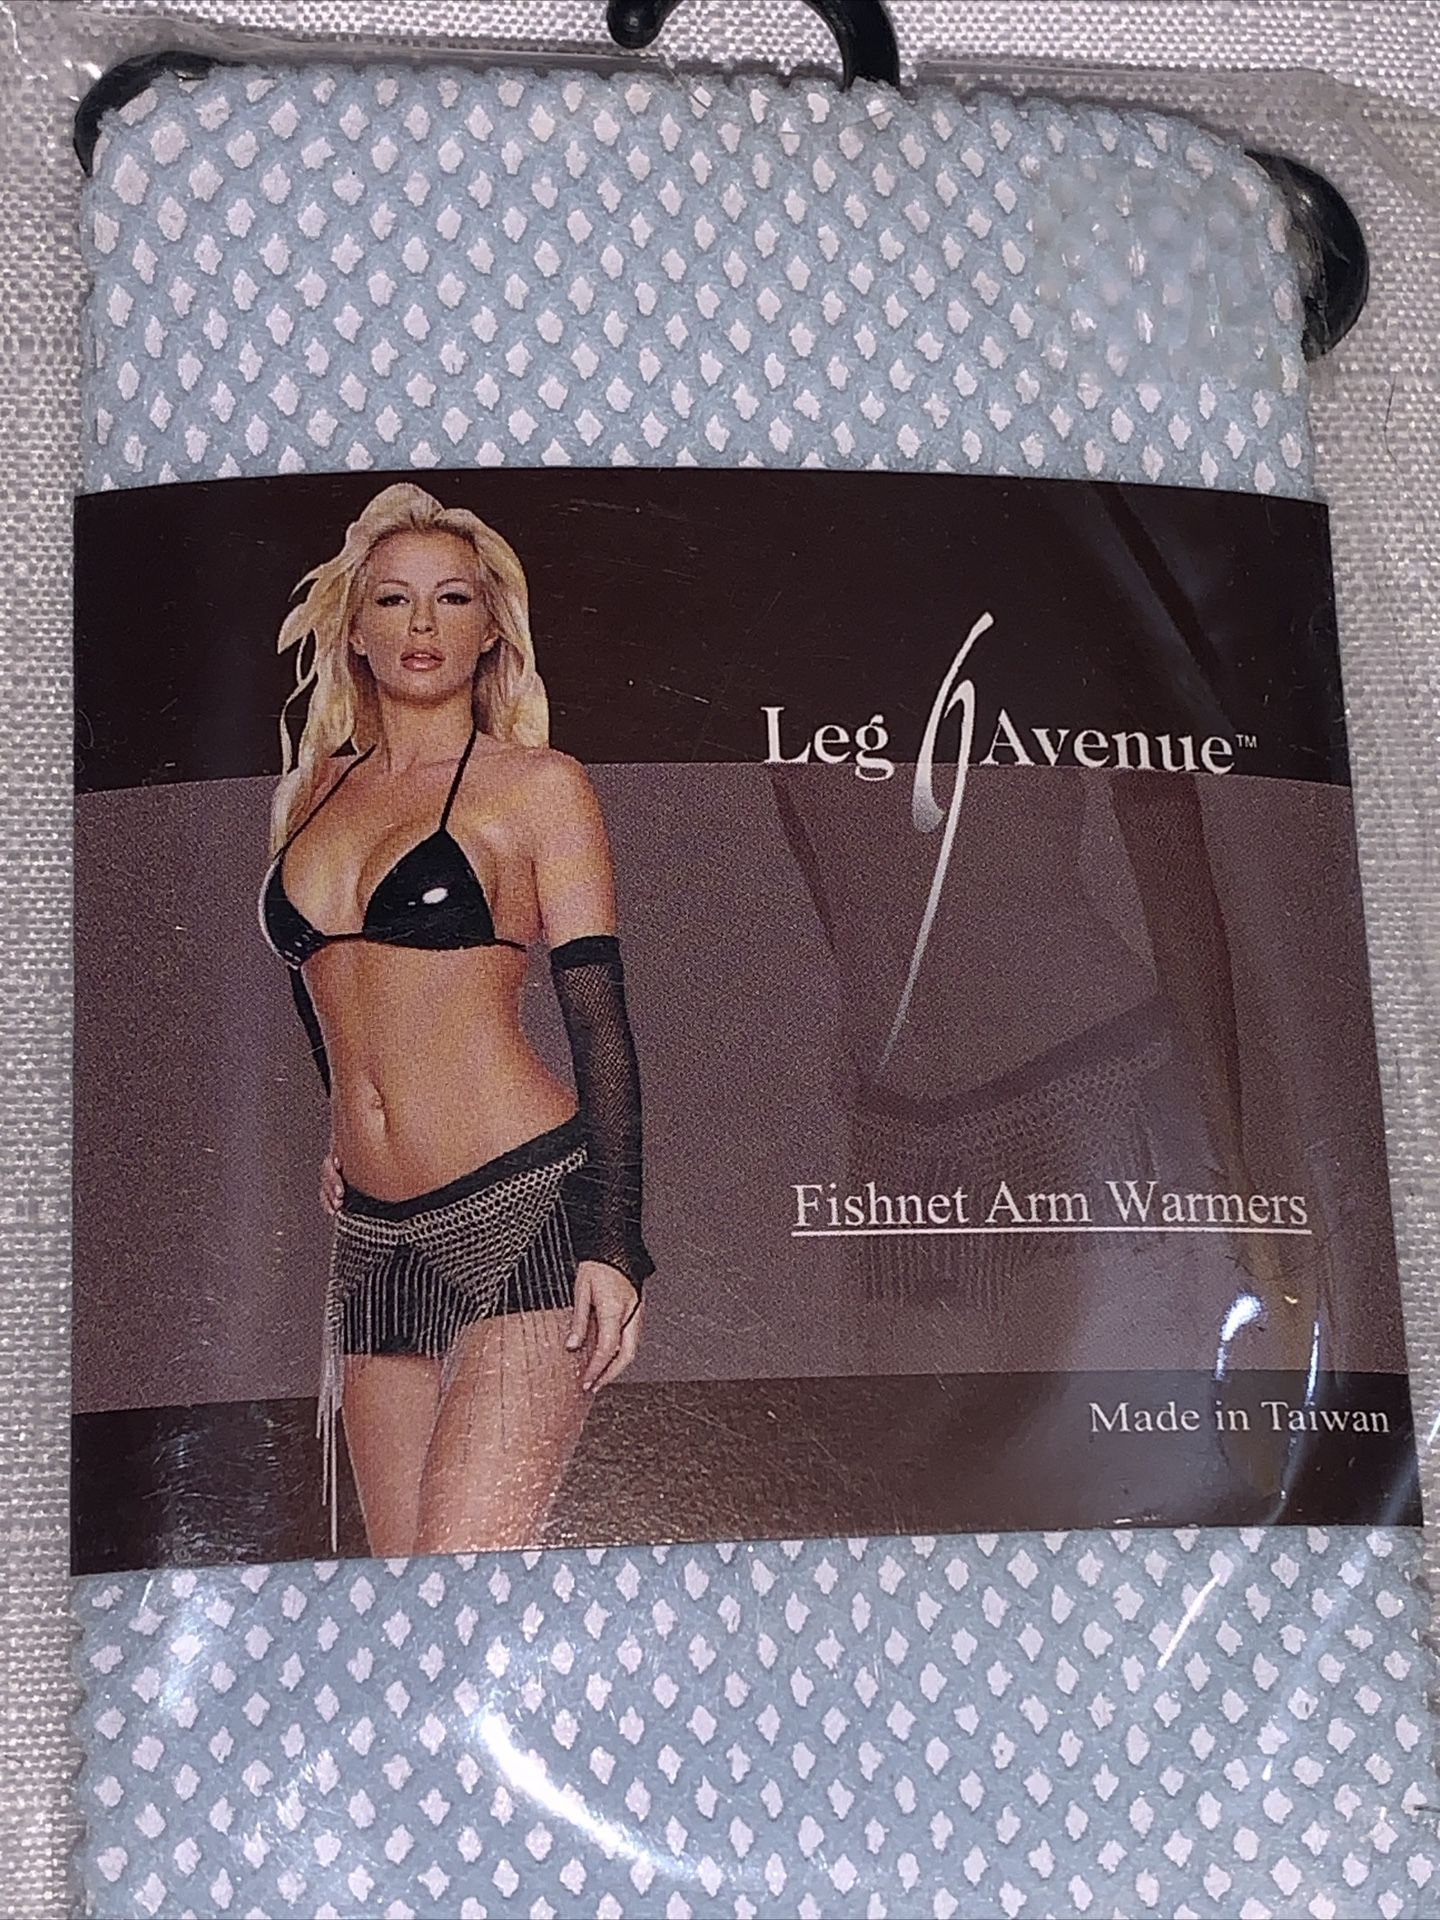 Leg Avenue™
Fishnet Arm Warmers
Made in Taiwan